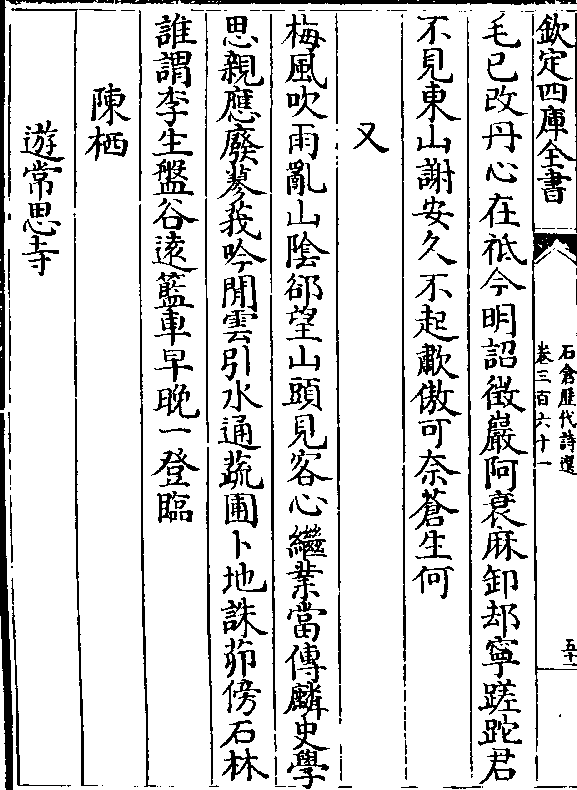 欽定四庫全書
石倉歷代詩選
卷三百六十一
五十一
毛已改丹心在祗今明詔徵巖阿衰麻卸却寧蹉跎君
不見東山謝安久不起歗傲可奈蒼生何
又
梅風吹雨亂山陰郤望山頭見客心繼業當傳麟史學
思親應廢蓼莪吟閒雲引水通蔬圃卜地誅茆傍石林
誰謂李生盤谷遠籃車早晚一登臨
陳栖
遊常思寺